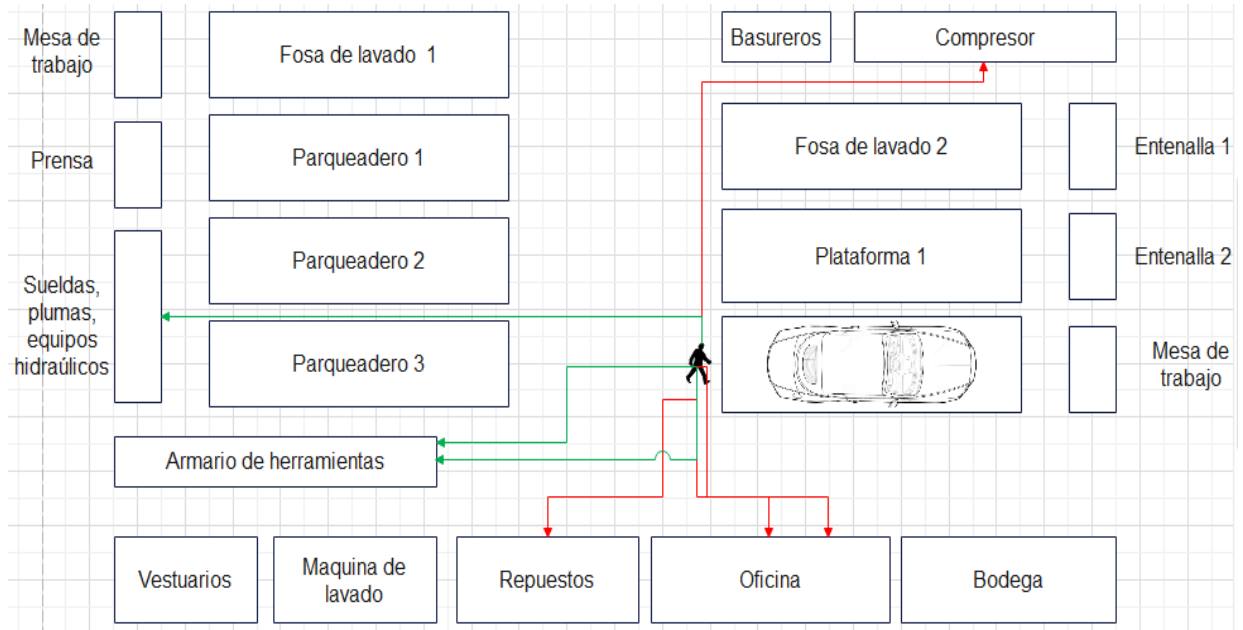 Mesa de
trabajo
Fosa de lavado 1
Basureros
Compresor
Prensa
Parqueadero 1
Fosa de lavado 2
Entenalla 1
Parqueadero 2
Plataforma 1
Entenalla 2
Sueldas,
plumas,
equipos
hidraúlicos
Parqueadero 3
Mesa de
trabajo
Armario de herramientas
Vestuarios
Maquina de
lavado
Repuestos
Oficina
Bodega